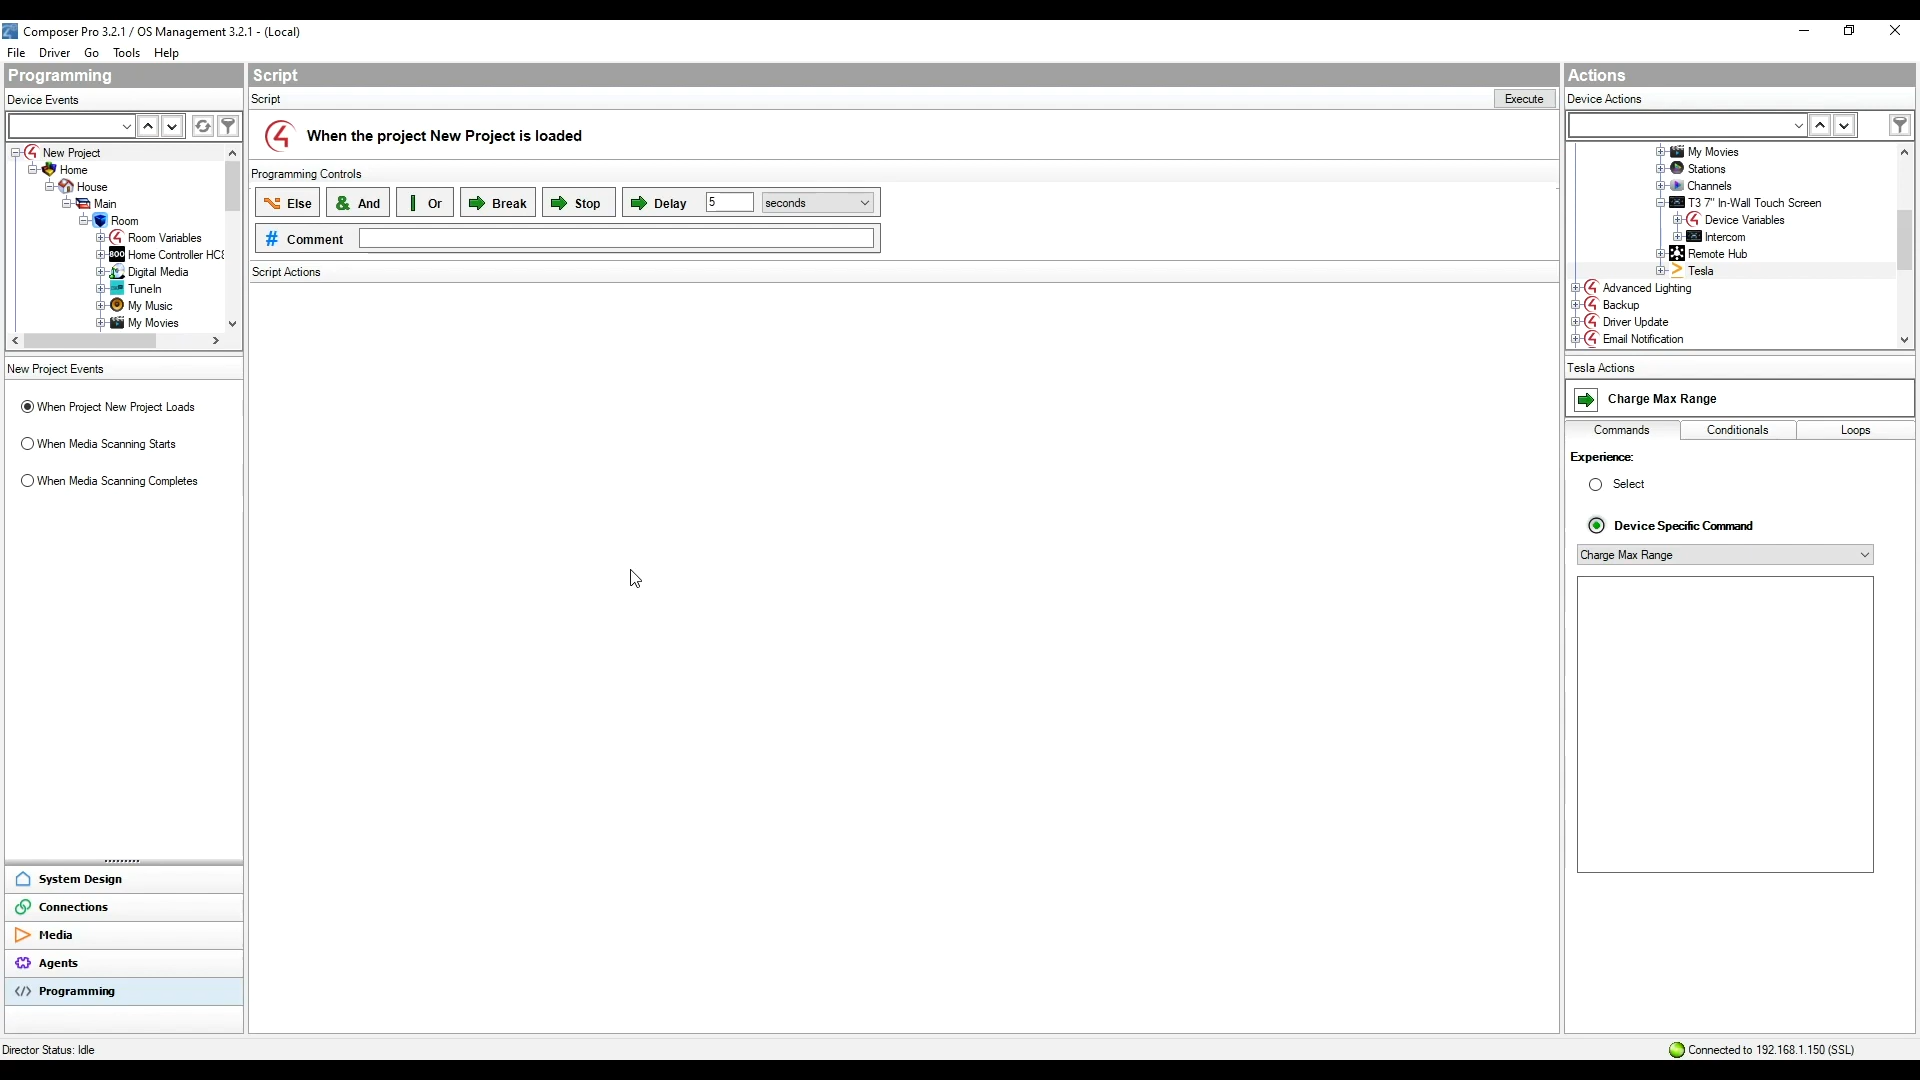 Composer Pro 3.2.1 / OS Management 3.2.1 - (Local)
File Driver Go Tools Help
Programming
Device Events
New Project
Home
House
Main
Room
Room Variables
800 Home Controller HC8
Digital Media
TuneIn
My Music
My Movies
New Project Events
When Project New Project Loads
When Media Scanning Starts
When Media Scanning Completes
System Design
Connections
Media
Agents
Programming
Script
Script Execute
When the project New Project is loaded
Programming Controls
Else & And Or Break Stop Delay 5 seconds
# Comment
Script Actions
Actions
Device Actions
My Movies
Stations
Channels
T3 7" In-Wall Touch Screen
Device Variables
Intercom
Remote Hub
Tesla
Advanced Lighting
Backup
Driver Update
Email Notification
Tesla Actions
Charge Max Range
Commands Conditionals Loops
Experience:
Select
Device Specific Command
Charge Max Range
Director Status: Idle
Connected to 192.168.1.150 (SSL)